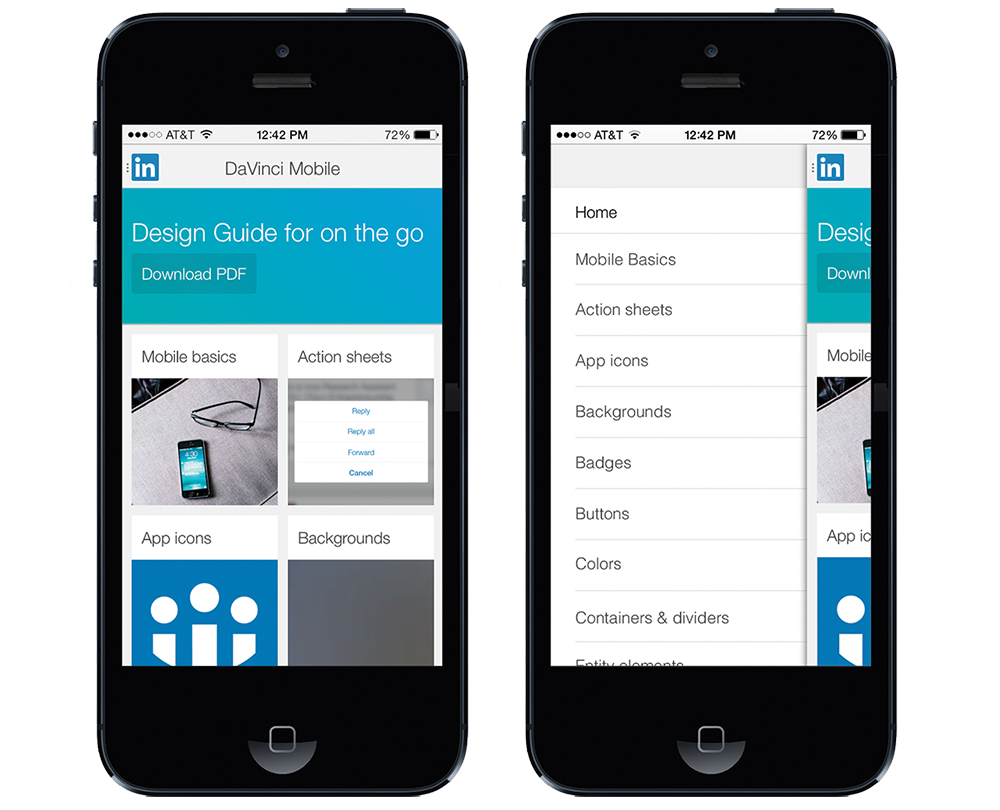 AT&T 12:42 PM 72%
in DaVinci Mobile
Design Guide for on the go
Download PDF
Mobile basics
Action sheets
Reply
Reply all
Forward
Cancel
4:30
App icons
Backgrounds
AT&T 12:42 PM 72%
in
Home
Mobile Basics
Action sheets
App icons
Backgrounds
Badges
Buttons
Colors
Containers & dividers
Entity elements
Desig
Downl
Mobile
App ic